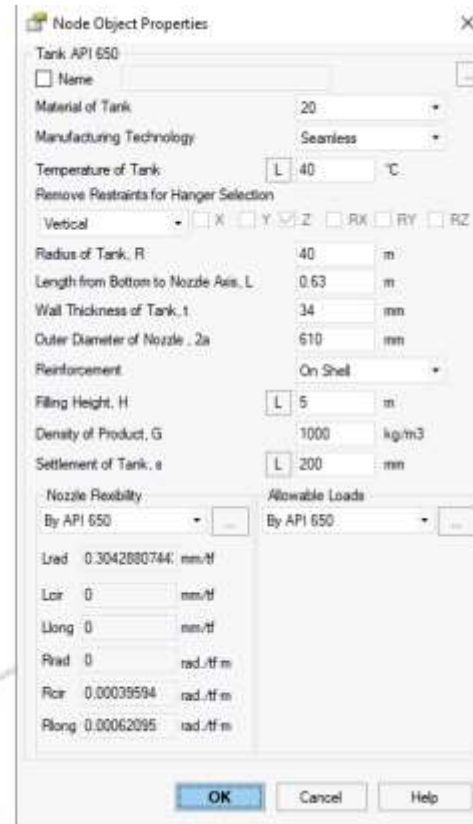 Node Object Properties
Tank API 650
Name
...
Material of Tank 20
Manufacturing Technology Seamless
Temperature of Tank L 40 °C
Remove Restraints for Hanger Selection
Vertical X Y Z RX RY RZ
Radius of Tank, R 40 m
Length from Bottom to Nozzle Axis, L 0.63 m
Wall Thickness of Tank, t 34 mm
Outer Diameter of Nozzle , 2a 610 mm
Reinforcement On Shell
Filling Height, H L 5 m
Density of Product, G 1000 kg/m3
Settlement of Tank, s L 200 mm
Nozzle Flexibility Allowable Loads
By API 650 ... By API 650 ...
Lrad 0.3042880744 mm/tf
Lcir 0 mm/tf
Llong 0 mm/tf
Rrad 0 rad./tf·m
Rcir 0.00039594 rad./tf·m
Rlong 0.00062095 rad./tf·m
OK Cancel Help